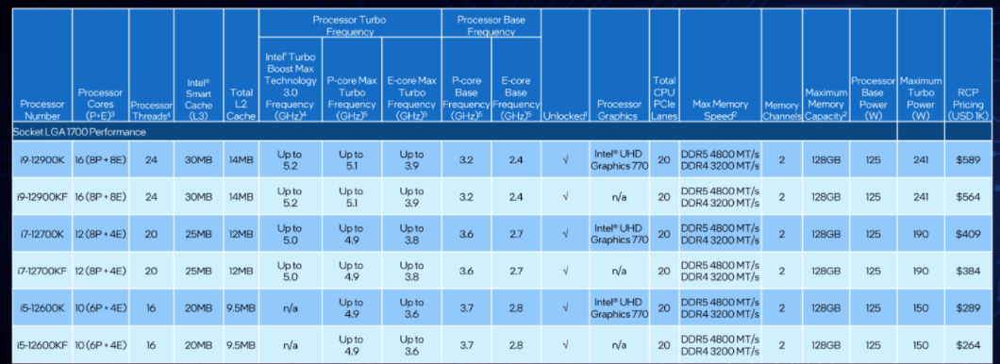 Processor Turbo Frequency
Processor Base Frequency
Processor Number
Processor Cores (P+E)³
Processor Threads⁴
Intel® Smart Cache (L3)
Total L2 Cache
Intel® Turbo Boost Max Technology 3.0 Frequency (GHz)⁴
P-core Max Turbo Frequency (GHz)⁵
E-core Max Turbo Frequency (GHz)⁵
P-core Base Frequency (GHz)⁵
E-core Base Frequency (GHz)⁵
Unlocked¹
Processor Graphics
Total CPU PCIe Lanes
Max Memory Speed²
Memory Channels
Maximum Memory Capacity²
Processor Base Power (W)
Maximum Turbo Power (W)
RCP Pricing (USD 1K)
Socket LGA 1700 Performance
i9-12900K 16 (8P + 8E) 24 30MB 14MB Up to 5.2 Up to 5.1 Up to 3.9 3.2 2.4 √ Intel® UHD Graphics 770 20 DDR5 4800 MT/s DDR4 3200 MT/s 2 128GB 125 241 $589
i9-12900KF 16 (8P + 8E) 24 30MB 14MB Up to 5.2 Up to 5.1 Up to 3.9 3.2 2.4 √ n/a 20 DDR5 4800 MT/s DDR4 3200 MT/s 2 128GB 125 241 $564
i7-12700K 12 (8P + 4E) 20 25MB 12MB Up to 5.0 Up to 4.9 Up to 3.8 3.6 2.7 √ Intel® UHD Graphics 770 20 DDR5 4800 MT/s DDR4 3200 MT/s 2 128GB 125 190 $409
i7-12700KF 12 (8P + 4E) 20 25MB 12MB Up to 5.0 Up to 4.9 Up to 3.8 3.6 2.7 √ n/a 20 DDR5 4800 MT/s DDR4 3200 MT/s 2 128GB 125 190 $384
i5-12600K 10 (6P + 4E) 16 20MB 9.5MB n/a Up to 4.9 Up to 3.6 3.7 2.8 √ Intel® UHD Graphics 770 20 DDR5 4800 MT/s DDR4 3200 MT/s 2 128GB 125 150 $289
i5-12600KF 10 (6P + 4E) 16 20MB 9.5MB n/a Up to 4.9 Up to 3.6 3.7 2.8 √ n/a 20 DDR5 4800 MT/s DDR4 3200 MT/s 2 128GB 125 150 $264